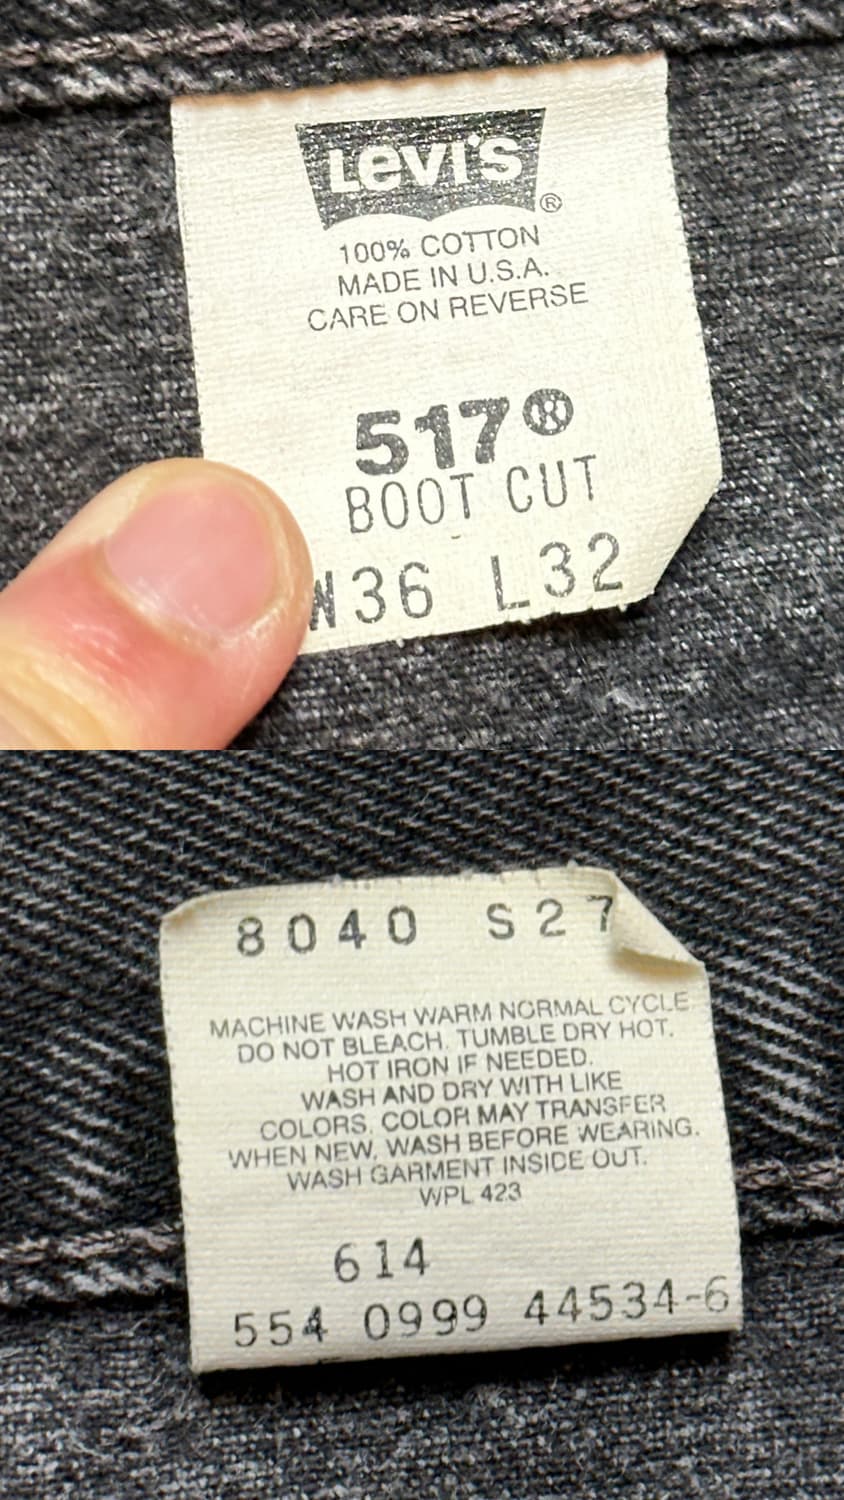 Levi's ®
100% COTTON
MADE IN U.S.A.
CARE ON REVERSE
517®
BOOT CUT
W36 L32
8040 S27
MACHINE WASH WARM NORMAL CYCLE
DO NOT BLEACH. TUMBLE DRY HOT.
HOT IRON IF NEEDED.
WASH AND DRY WITH LIKE
COLORS. COLOR MAY TRANSFER
WHEN NEW, WASH BEFORE WEARING.
WASH GARMENT INSIDE OUT.
WPL 423
614
554 0999 44534-6